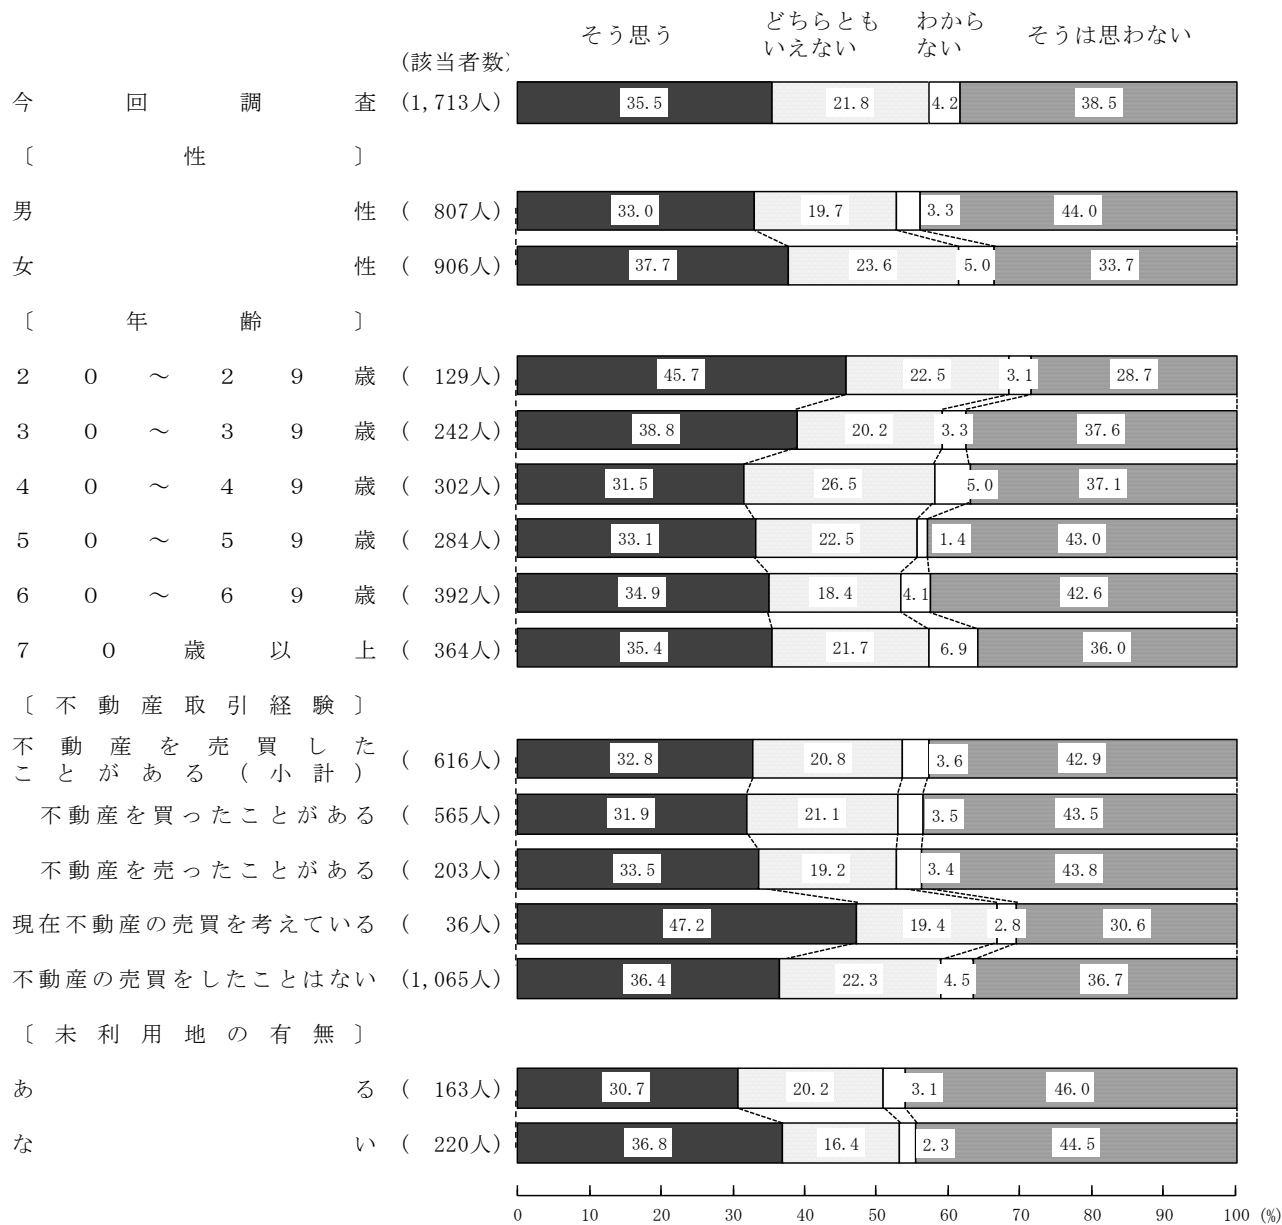 そう思う
どちらとも
いえない
わから
ない
そうは思わない
(該当者数)
今回調査 (1,713人) 35.5 21.8 4.2 38.5
〔性〕
男性 ( 807人) 33.0 19.7 3.3 44.0
女性 ( 906人) 37.7 23.6 5.0 33.7
〔年齢〕
20～29歳 ( 129人) 45.7 22.5 3.1 28.7
30～39歳 ( 242人) 38.8 20.2 3.3 37.6
40～49歳 ( 302人) 31.5 26.5 5.0 37.1
50～59歳 ( 284人) 33.1 22.5 1.4 43.0
60～69歳 ( 392人) 34.9 18.4 4.1 42.6
70歳以上 ( 364人) 35.4 21.7 6.9 36.0
〔不動産取引経験〕
不動産を売買した
ことがある(小計) ( 616人) 32.8 20.8 3.6 42.9
不動産を買ったことがある ( 565人) 31.9 21.1 3.5 43.5
不動産を売ったことがある ( 203人) 33.5 19.2 3.4 43.8
現在不動産の売買を考えている ( 36人) 47.2 19.4 2.8 30.6
不動産の売買をしたことはない (1,065人) 36.4 22.3 4.5 36.7
〔未利用地の有無〕
ある ( 163人) 30.7 20.2 3.1 46.0
ない ( 220人) 36.8 16.4 2.3 44.5
0 10 20 30 40 50 60 70 80 90 100 (%)